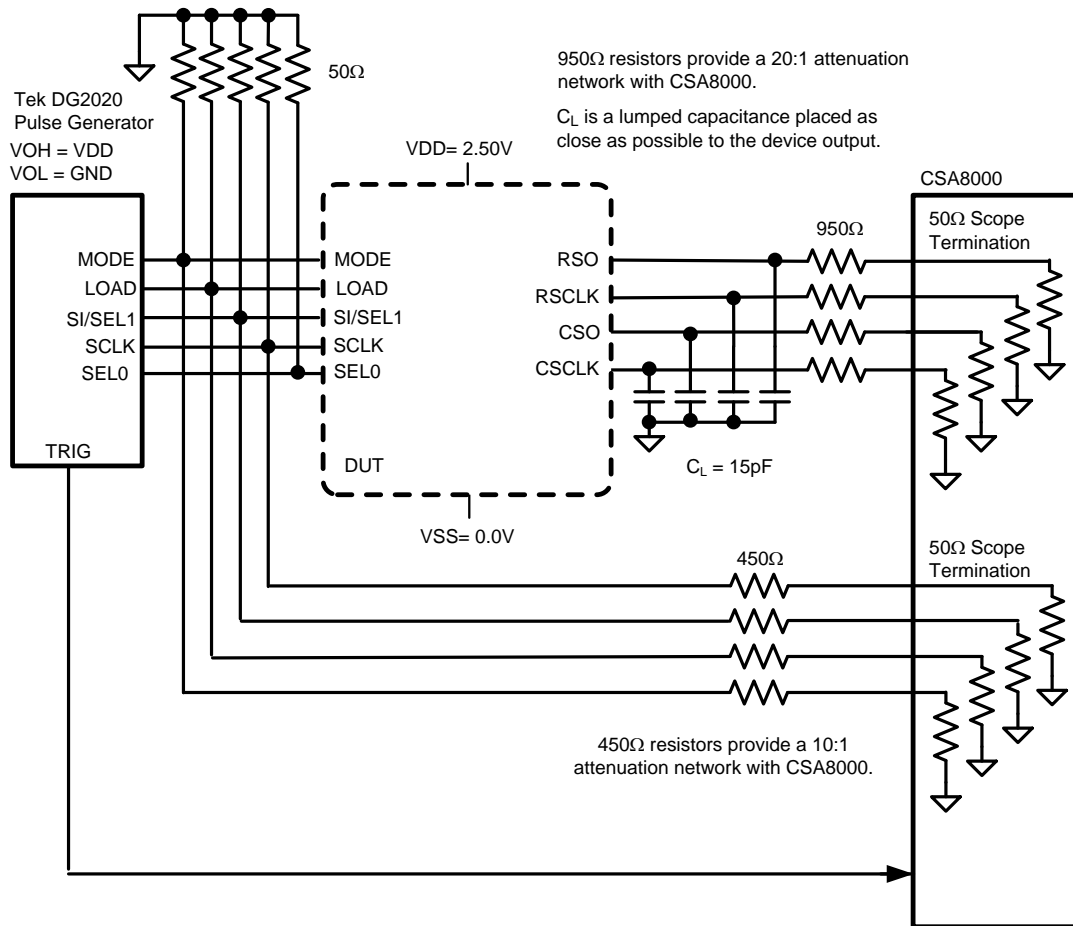 50Ω
950Ω resistors provide a 20:1 attenuation
network with CSA8000.
C_L is a lumped capacitance placed as
close as possible to the device output.
Tek DG2020
Pulse Generator
VOH = VDD
VOL = GND
VDD= 2.50V
CSA8000
50Ω Scope
Termination
950Ω
MODE
LOAD
SI/SEL1
SCLK
SEL0
TRIG
MODE
LOAD
SI/SEL1
SCLK
SEL0
DUT
RSO
RSCLK
CSO
CSCLK
C_L = 15pF
VSS= 0.0V
450Ω
50Ω Scope
Termination
450Ω resistors provide a 10:1
attenuation network with CSA8000.